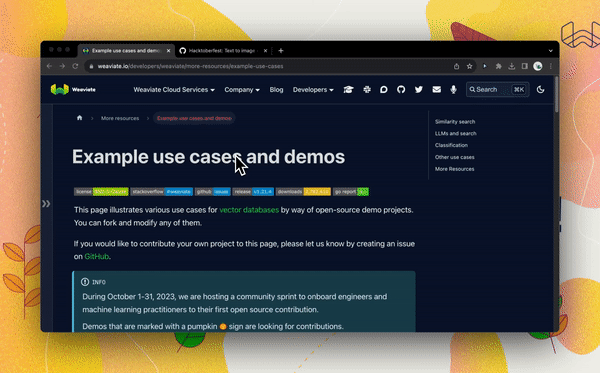 Example use cases and demo
Hacktoberfest: Text to Image
weaviate.io/developers/weaviate/more-resources/example-use-cases
Weaviate
Weaviate Cloud Services
Company
Blog
Developers
Search
⌘K
More resources
Example use cases and demos
Similarity search
LLMs and search
Classification
Other use cases
More Resources
Example use cases and demos
license
stackoverflow
weaviate
github issues
release
v1.21.4
downloads
go report
This page illustrates various use cases for vector databases by way of open-source demo projects.
You can fork and modify any of them.
If you would like to contribute your own project to this page, please let us know by creating an issue
on GitHub.
INFO
During October 1-31, 2023, we are hosting a community sprint to onboard engineers and
machine learning practitioners to their first open source contribution.
Demos that are marked with a pumpkin 🎃 sign are looking for contributions.